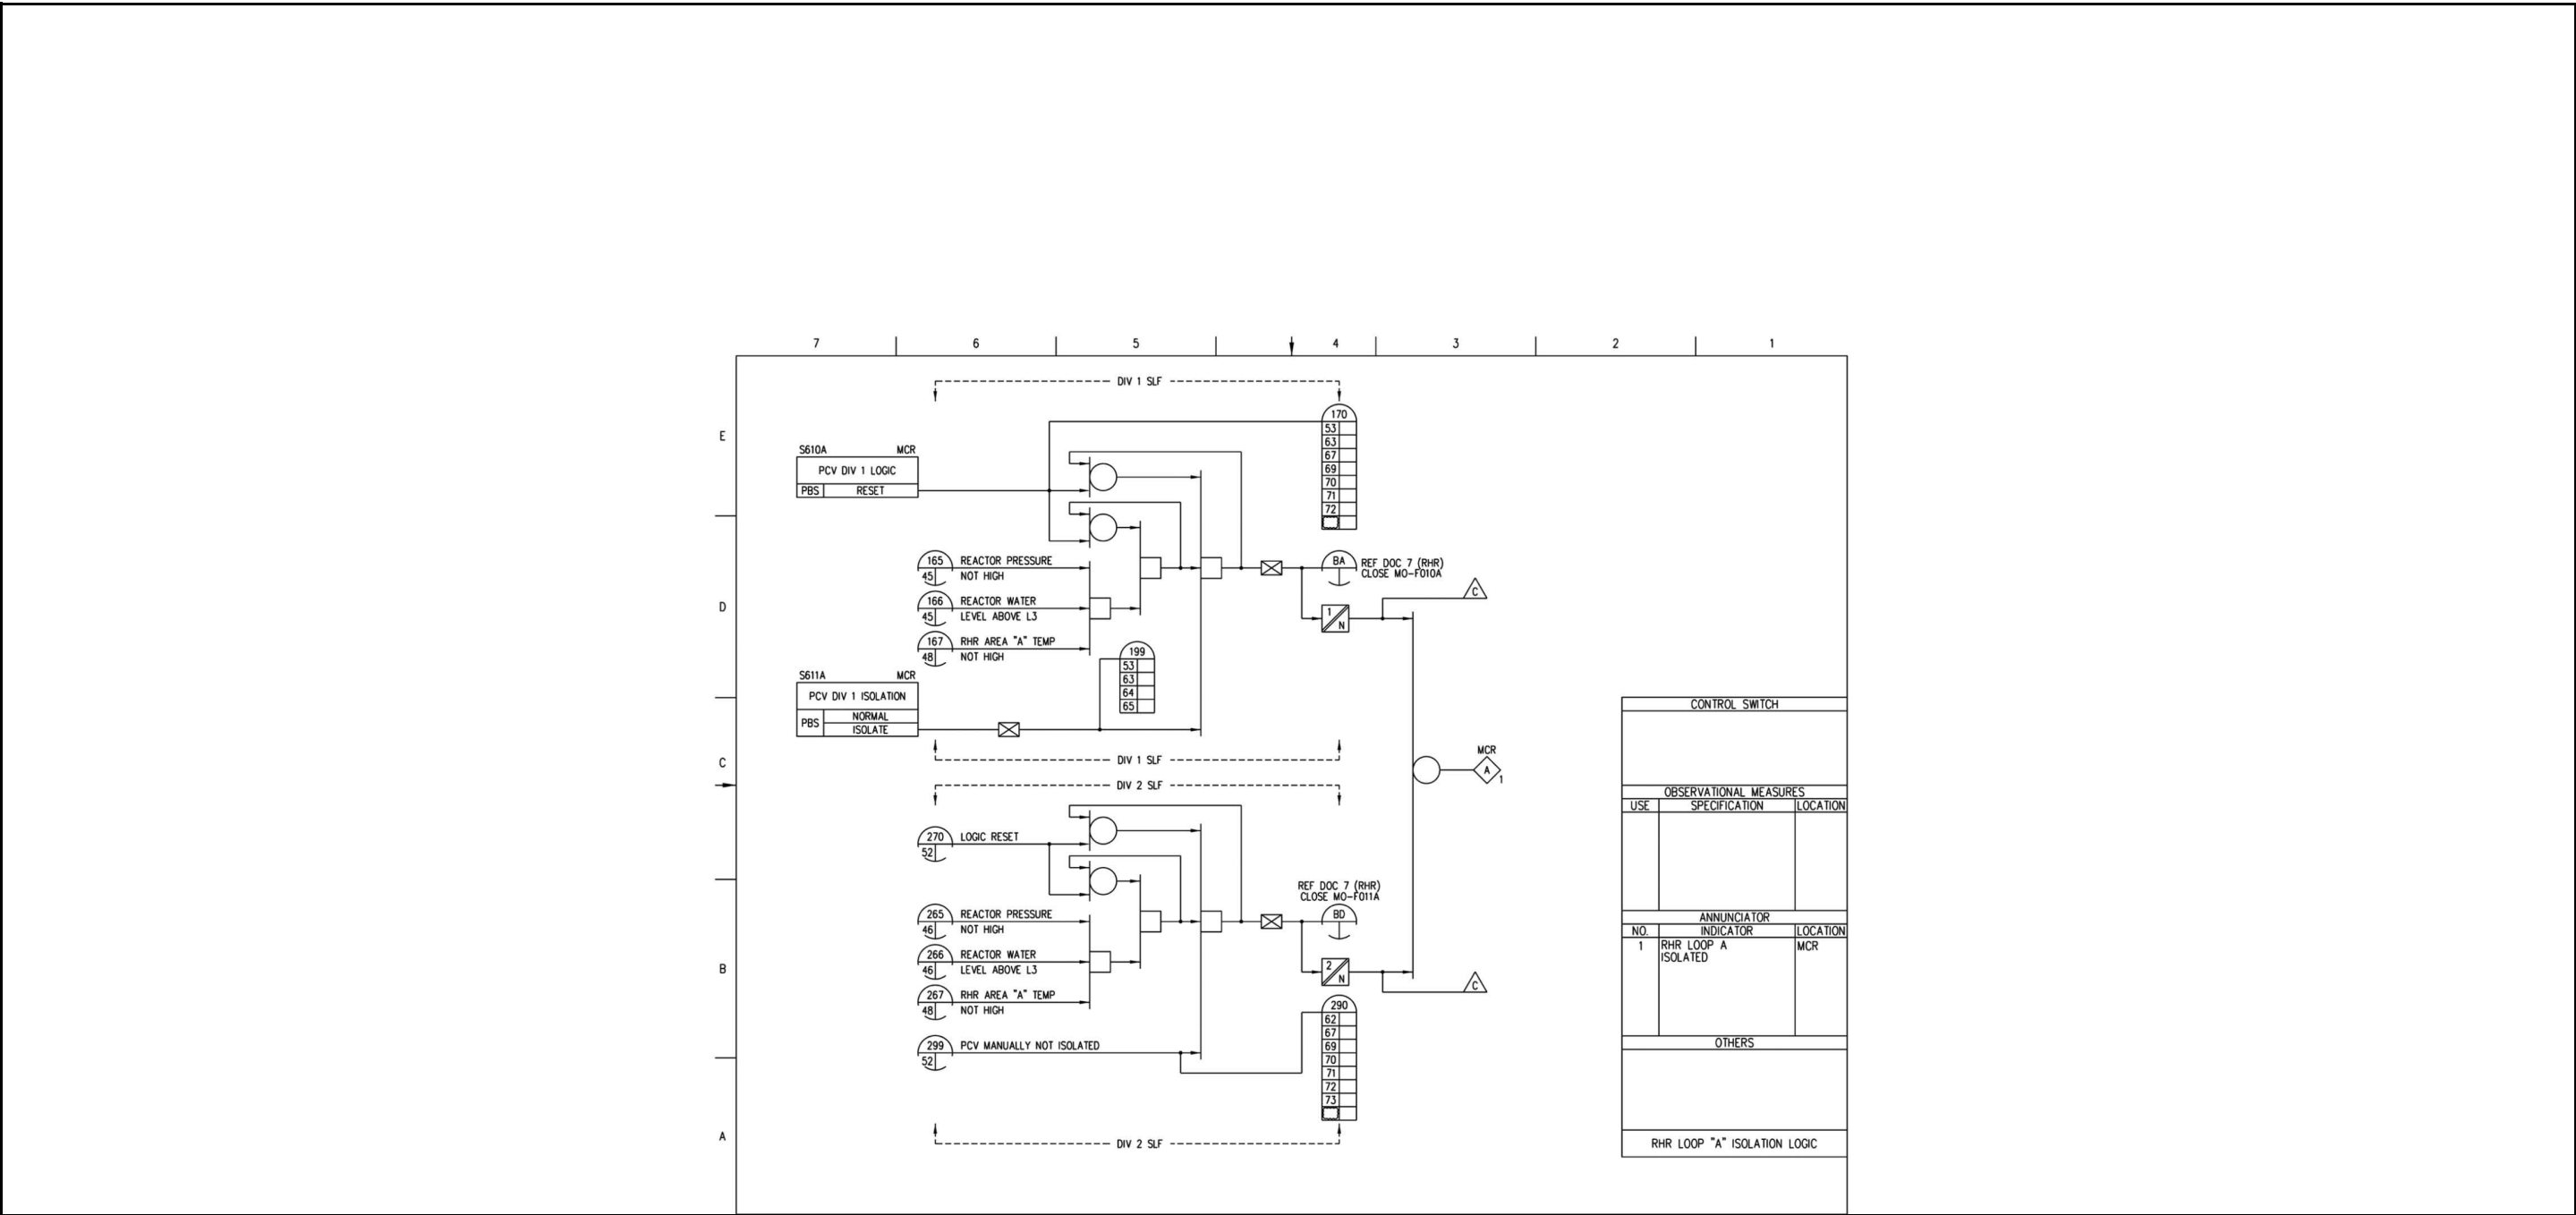 7 6 5 4 3 2 1
DIV 1 SLF
E
S610A MCR
PCV DIV 1 LOGIC
PBS RESET
170
53
63
67
69
70
71
72
D
165 REACTOR PRESSURE
45 NOT HIGH
166 REACTOR WATER
45 LEVEL ABOVE L3
167 RHR AREA "A" TEMP
48 NOT HIGH
BA REF DOC 7 (RHR)
CLOSE MO-F010A
1 N
C
199
53
63
64
65
S611A MCR
PCV DIV 1 ISOLATION
PBS NORMAL
ISOLATE
C
DIV 1 SLF
MCR
A 1
DIV 2 SLF
270 LOGIC RESET
52
B
265 REACTOR PRESSURE
46 NOT HIGH
266 REACTOR WATER
46 LEVEL ABOVE L3
267 RHR AREA "A" TEMP
48 NOT HIGH
REF DOC 7 (RHR)
CLOSE MO-F011A
BD
2 N
C
299 PCV MANUALLY NOT ISOLATED
52
290
62
67
69
70
71
72
73
A
DIV 2 SLF
CONTROL SWITCH
OBSERVATIONAL MEASURES
USE SPECIFICATION LOCATION
ANNUNCIATOR
NO. INDICATOR LOCATION
1 RHR LOOP A MCR
ISOLATED
OTHERS
RHR LOOP "A" ISOLATION LOGIC